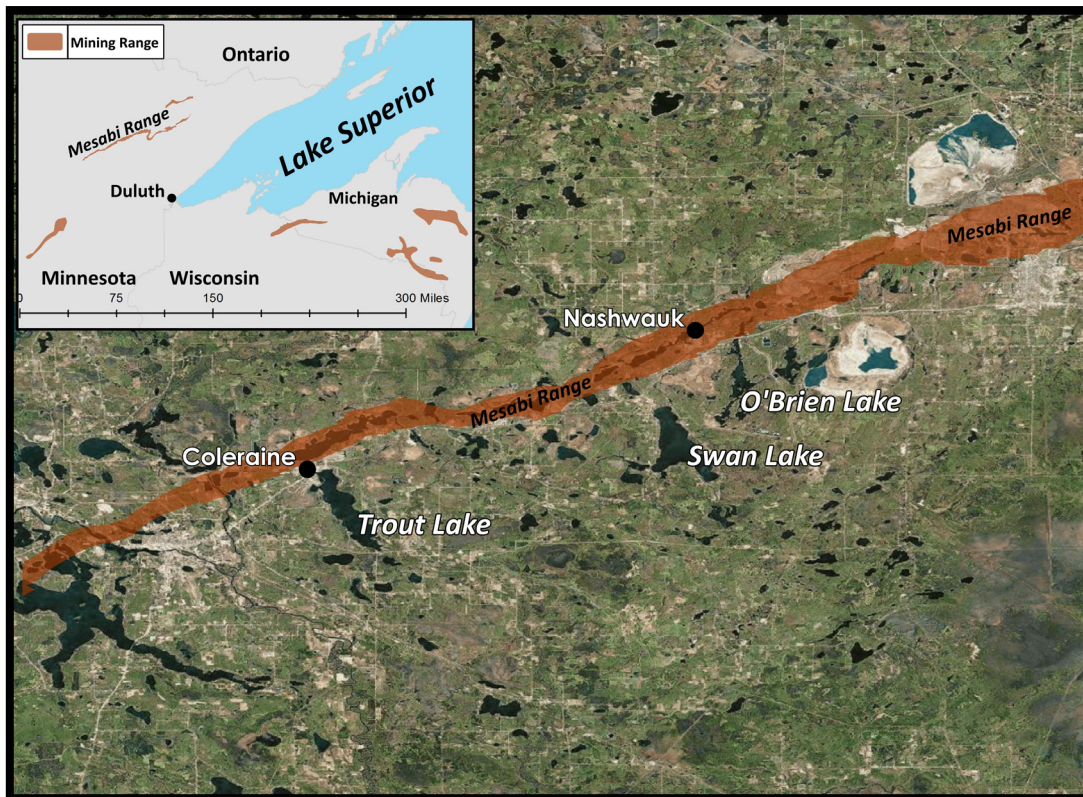 Mining Range
Ontario
Mesabi Range
Lake Superior
Duluth
Michigan
Minnesota
Wisconsin
0 75 150 300 Miles
Mesabi Range
Nashwauk
Mesabi Range
O'Brien Lake
Coleraine
Swan Lake
Trout Lake